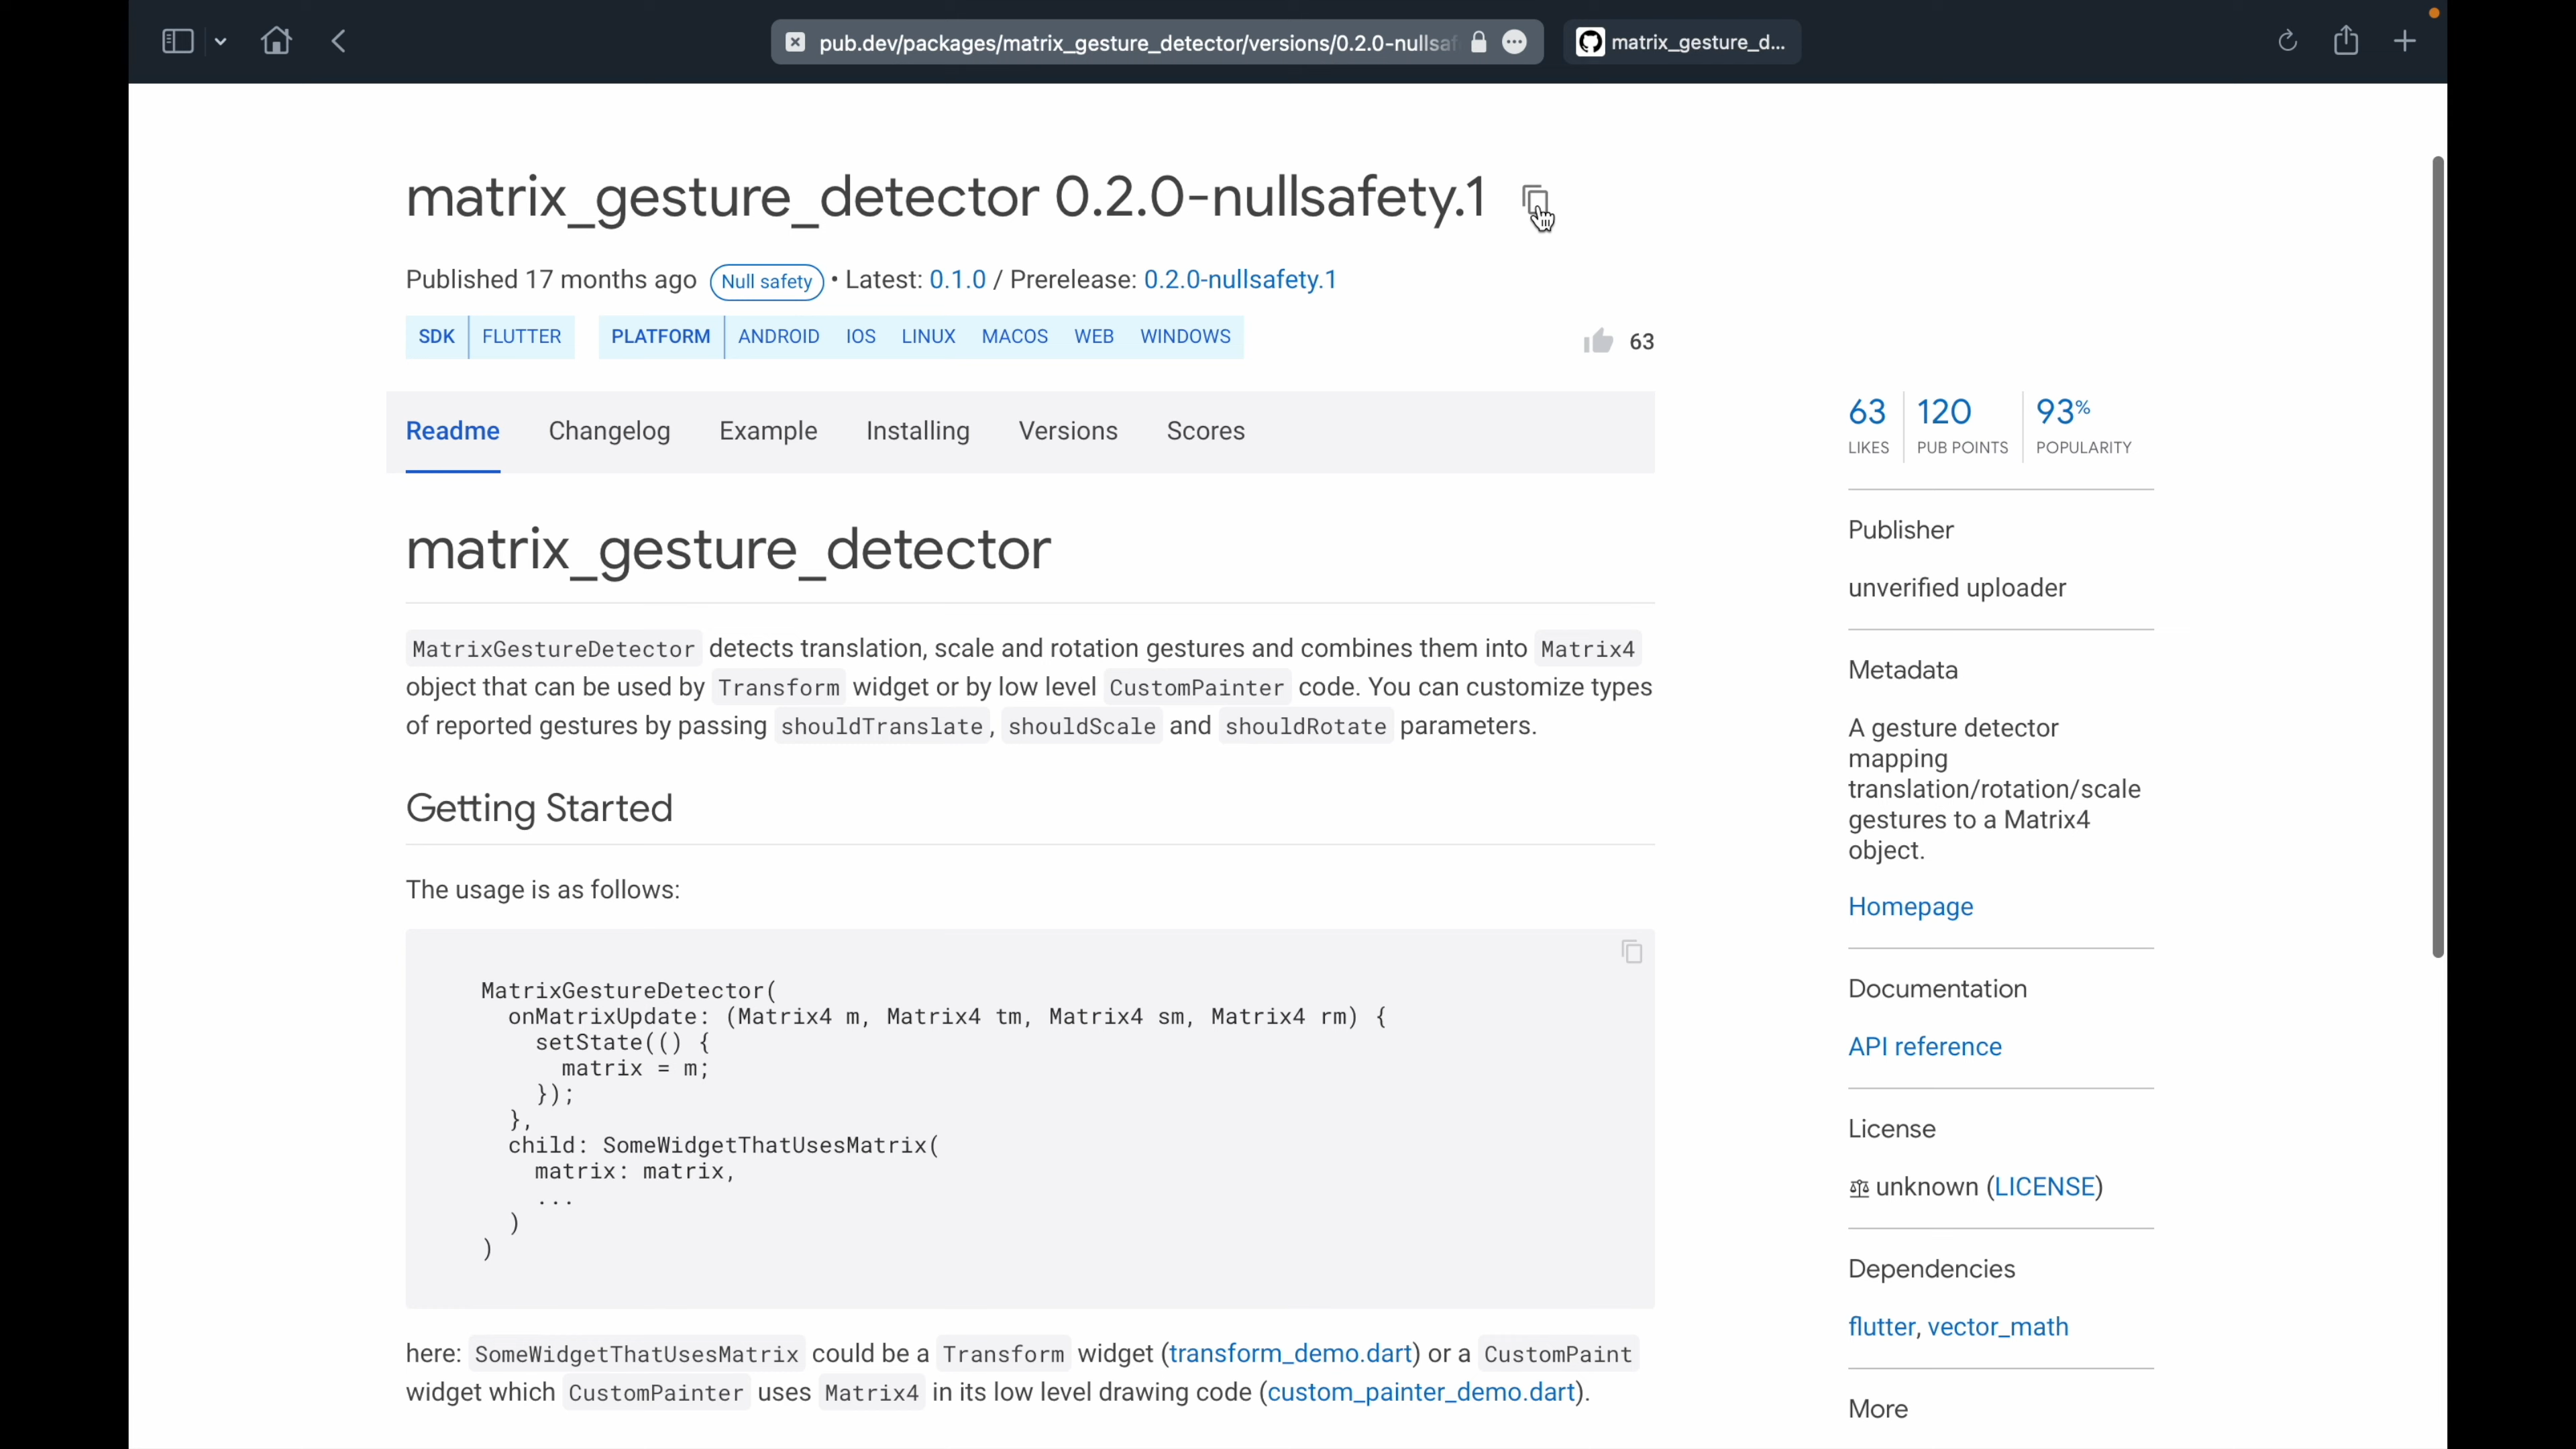 pub.dev/packages/matrix_gesture_detector/versions/0.2.0-nullsaf
matrix_gesture_d...
matrix_gesture_detector 0.2.0-nullsafety.1
Published 17 months ago Null safety • Latest: 0.1.0 / Prerelease: 0.2.0-nullsafety.1
SDK FLUTTER PLATFORM ANDROID IOS LINUX MACOS WEB WINDOWS
63
Readme Changelog Example Installing Versions Scores
matrix_gesture_detector
MatrixGestureDetector detects translation, scale and rotation gestures and combines them into Matrix4
object that can be used by Transform widget or by low level CustomPainter code. You can customize types
of reported gestures by passing shouldTranslate, shouldScale and shouldRotate parameters.
Getting Started
The usage is as follows:
MatrixGestureDetector(
onMatrixUpdate: (Matrix4 m, Matrix4 tm, Matrix4 sm, Matrix4 rm) {
setState(() {
matrix = m;
});
},
child: SomeWidgetThatUsesMatrix(
matrix: matrix,
...
)
)
here: SomeWidgetThatUsesMatrix could be a Transform widget (transform_demo.dart) or a CustomPaint
widget which CustomPainter uses Matrix4 in its low level drawing code (custom_painter_demo.dart).
63 120 93%
LIKES PUB POINTS POPULARITY
Publisher
unverified uploader
Metadata
A gesture detector
mapping
translation/rotation/scale
gestures to a Matrix4
object.
Homepage
Documentation
API reference
License
unknown (LICENSE)
Dependencies
flutter, vector_math
More